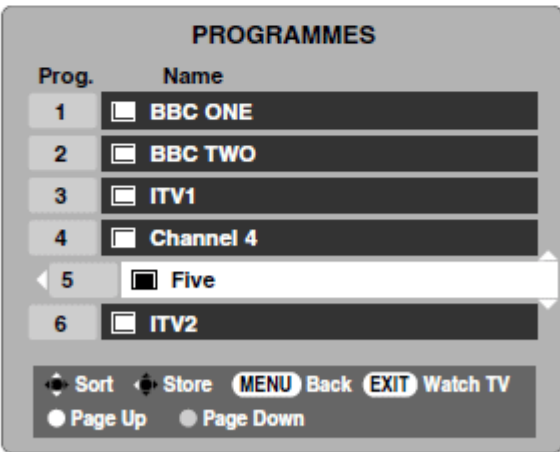 PROGRAMMES
Prog. Name
1 BBC ONE
2 BBC TWO
3 ITV1
4 Channel 4
5 Five
6 ITV2
Sort Store MENU Back EXIT Watch TV
Page Up Page Down